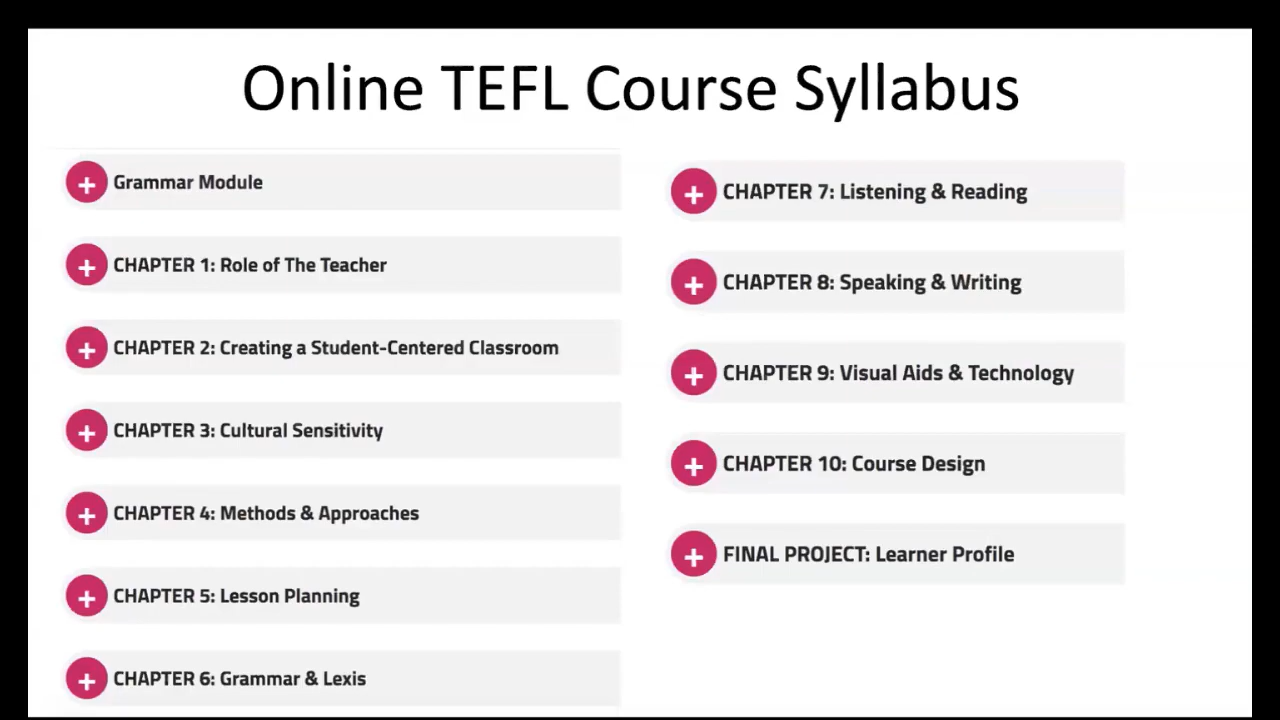 Online TEFL Course Syllabus
Grammar Module
CHAPTER 1: Role of The Teacher
CHAPTER 2: Creating a Student-Centered Classroom
CHAPTER 3: Cultural Sensitivity
CHAPTER 4: Methods & Approaches
CHAPTER 5: Lesson Planning
CHAPTER 6: Grammar & Lexis
CHAPTER 7: Listening & Reading
CHAPTER 8: Speaking & Writing
CHAPTER 9: Visual Aids & Technology
CHAPTER 10: Course Design
FINAL PROJECT: Learner Profile